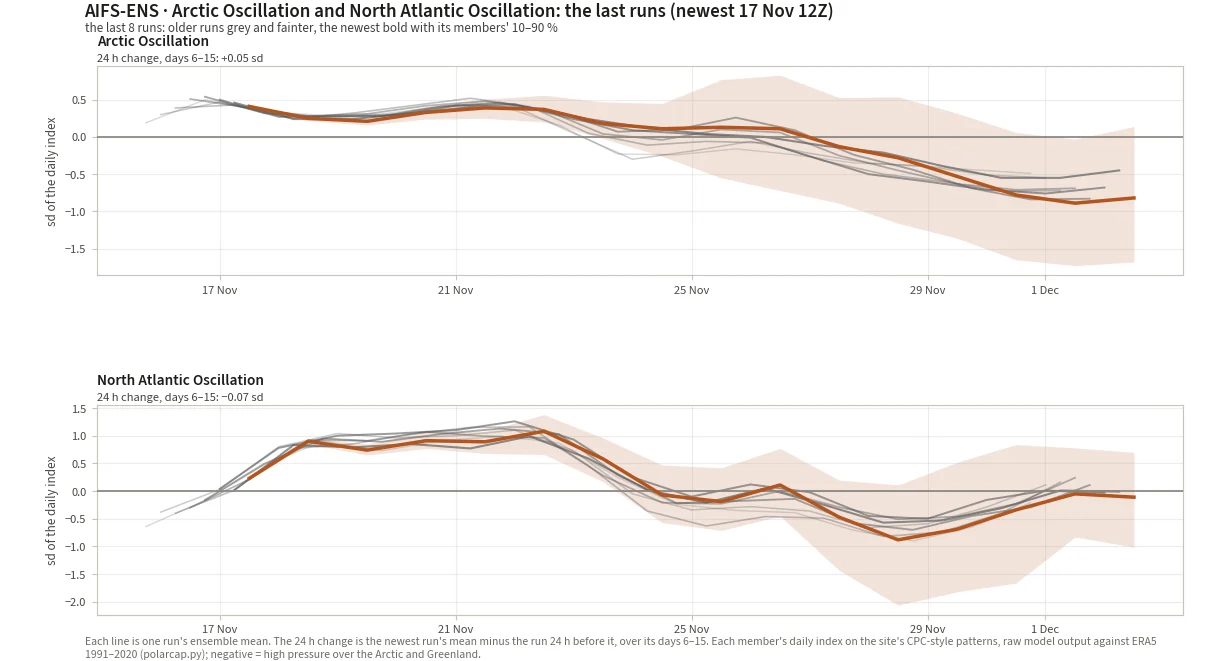 AIFS-ENS · Arctic Oscillation and North Atlantic Oscillation: the last runs (newest 17 Nov 12Z)
the last 8 runs: older runs grey and fainter, the newest bold with its members' 10–90 %
Arctic Oscillation
24 h change, days 6–15: +0.05 sd
sd of the daily index
0.5
0.0
−0.5
−1.0
−1.5
17 Nov 21 Nov 25 Nov 29 Nov 1 Dec
North Atlantic Oscillation
24 h change, days 6–15: −0.07 sd
sd of the daily index
1.5
1.0
0.5
0.0
−0.5
−1.0
−1.5
−2.0
17 Nov 21 Nov 25 Nov 29 Nov 1 Dec
Each line is one run's ensemble mean. The 24 h change is the newest run's mean minus the run 24 h before it, over its days 6–15. Each member's daily index on the site's CPC-style patterns, raw model output against ERA5
1991–2020 (polarcap.py); negative = high pressure over the Arctic and Greenland.